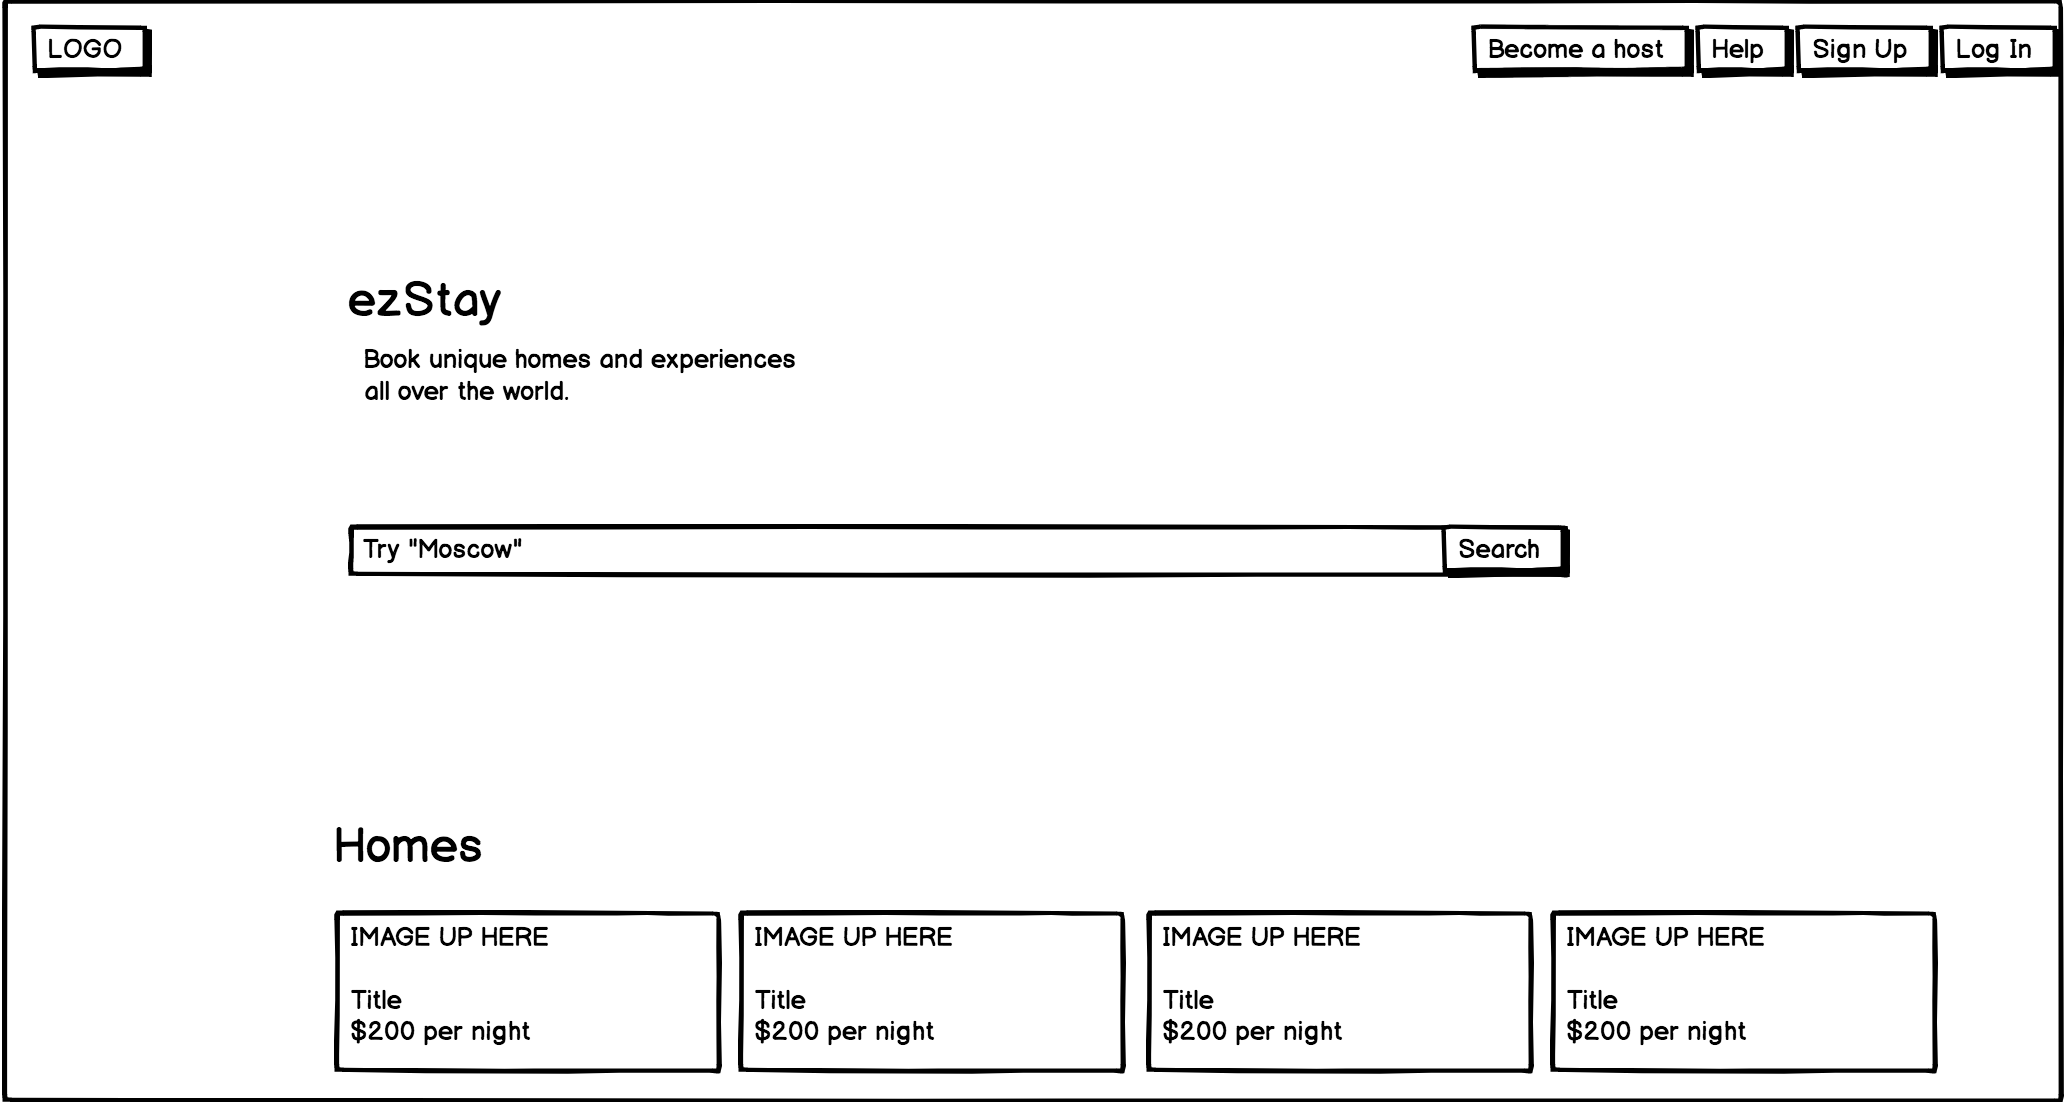 LOGO
Become a host
Help
Sign Up
Log In
ezStay
Book unique homes and experiences
all over the world.
Try "Moscow"
Search
Homes
IMAGE UP HERE
Title
$200 per night
IMAGE UP HERE
Title
$200 per night
IMAGE UP HERE
Title
$200 per night
IMAGE UP HERE
Title
$200 per night